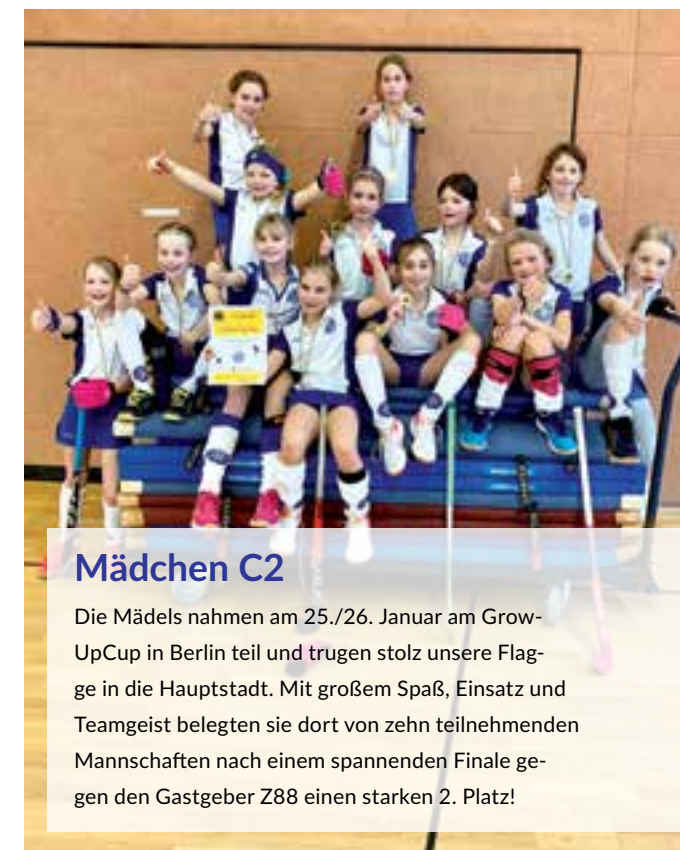 Mädchen C2
Die Mädels nahmen am 25./26. Januar am Grow-
UpCup in Berlin teil und trugen stolz unsere Flag-
ge in die Hauptstadt. Mit großem Spaß, Einsatz und
Teamgeist belegten sie dort von zehn teilnehmenden
Mannschaften nach einem spannenden Finale ge-
gen den Gastgeber Z88 einen starken 2. Platz!